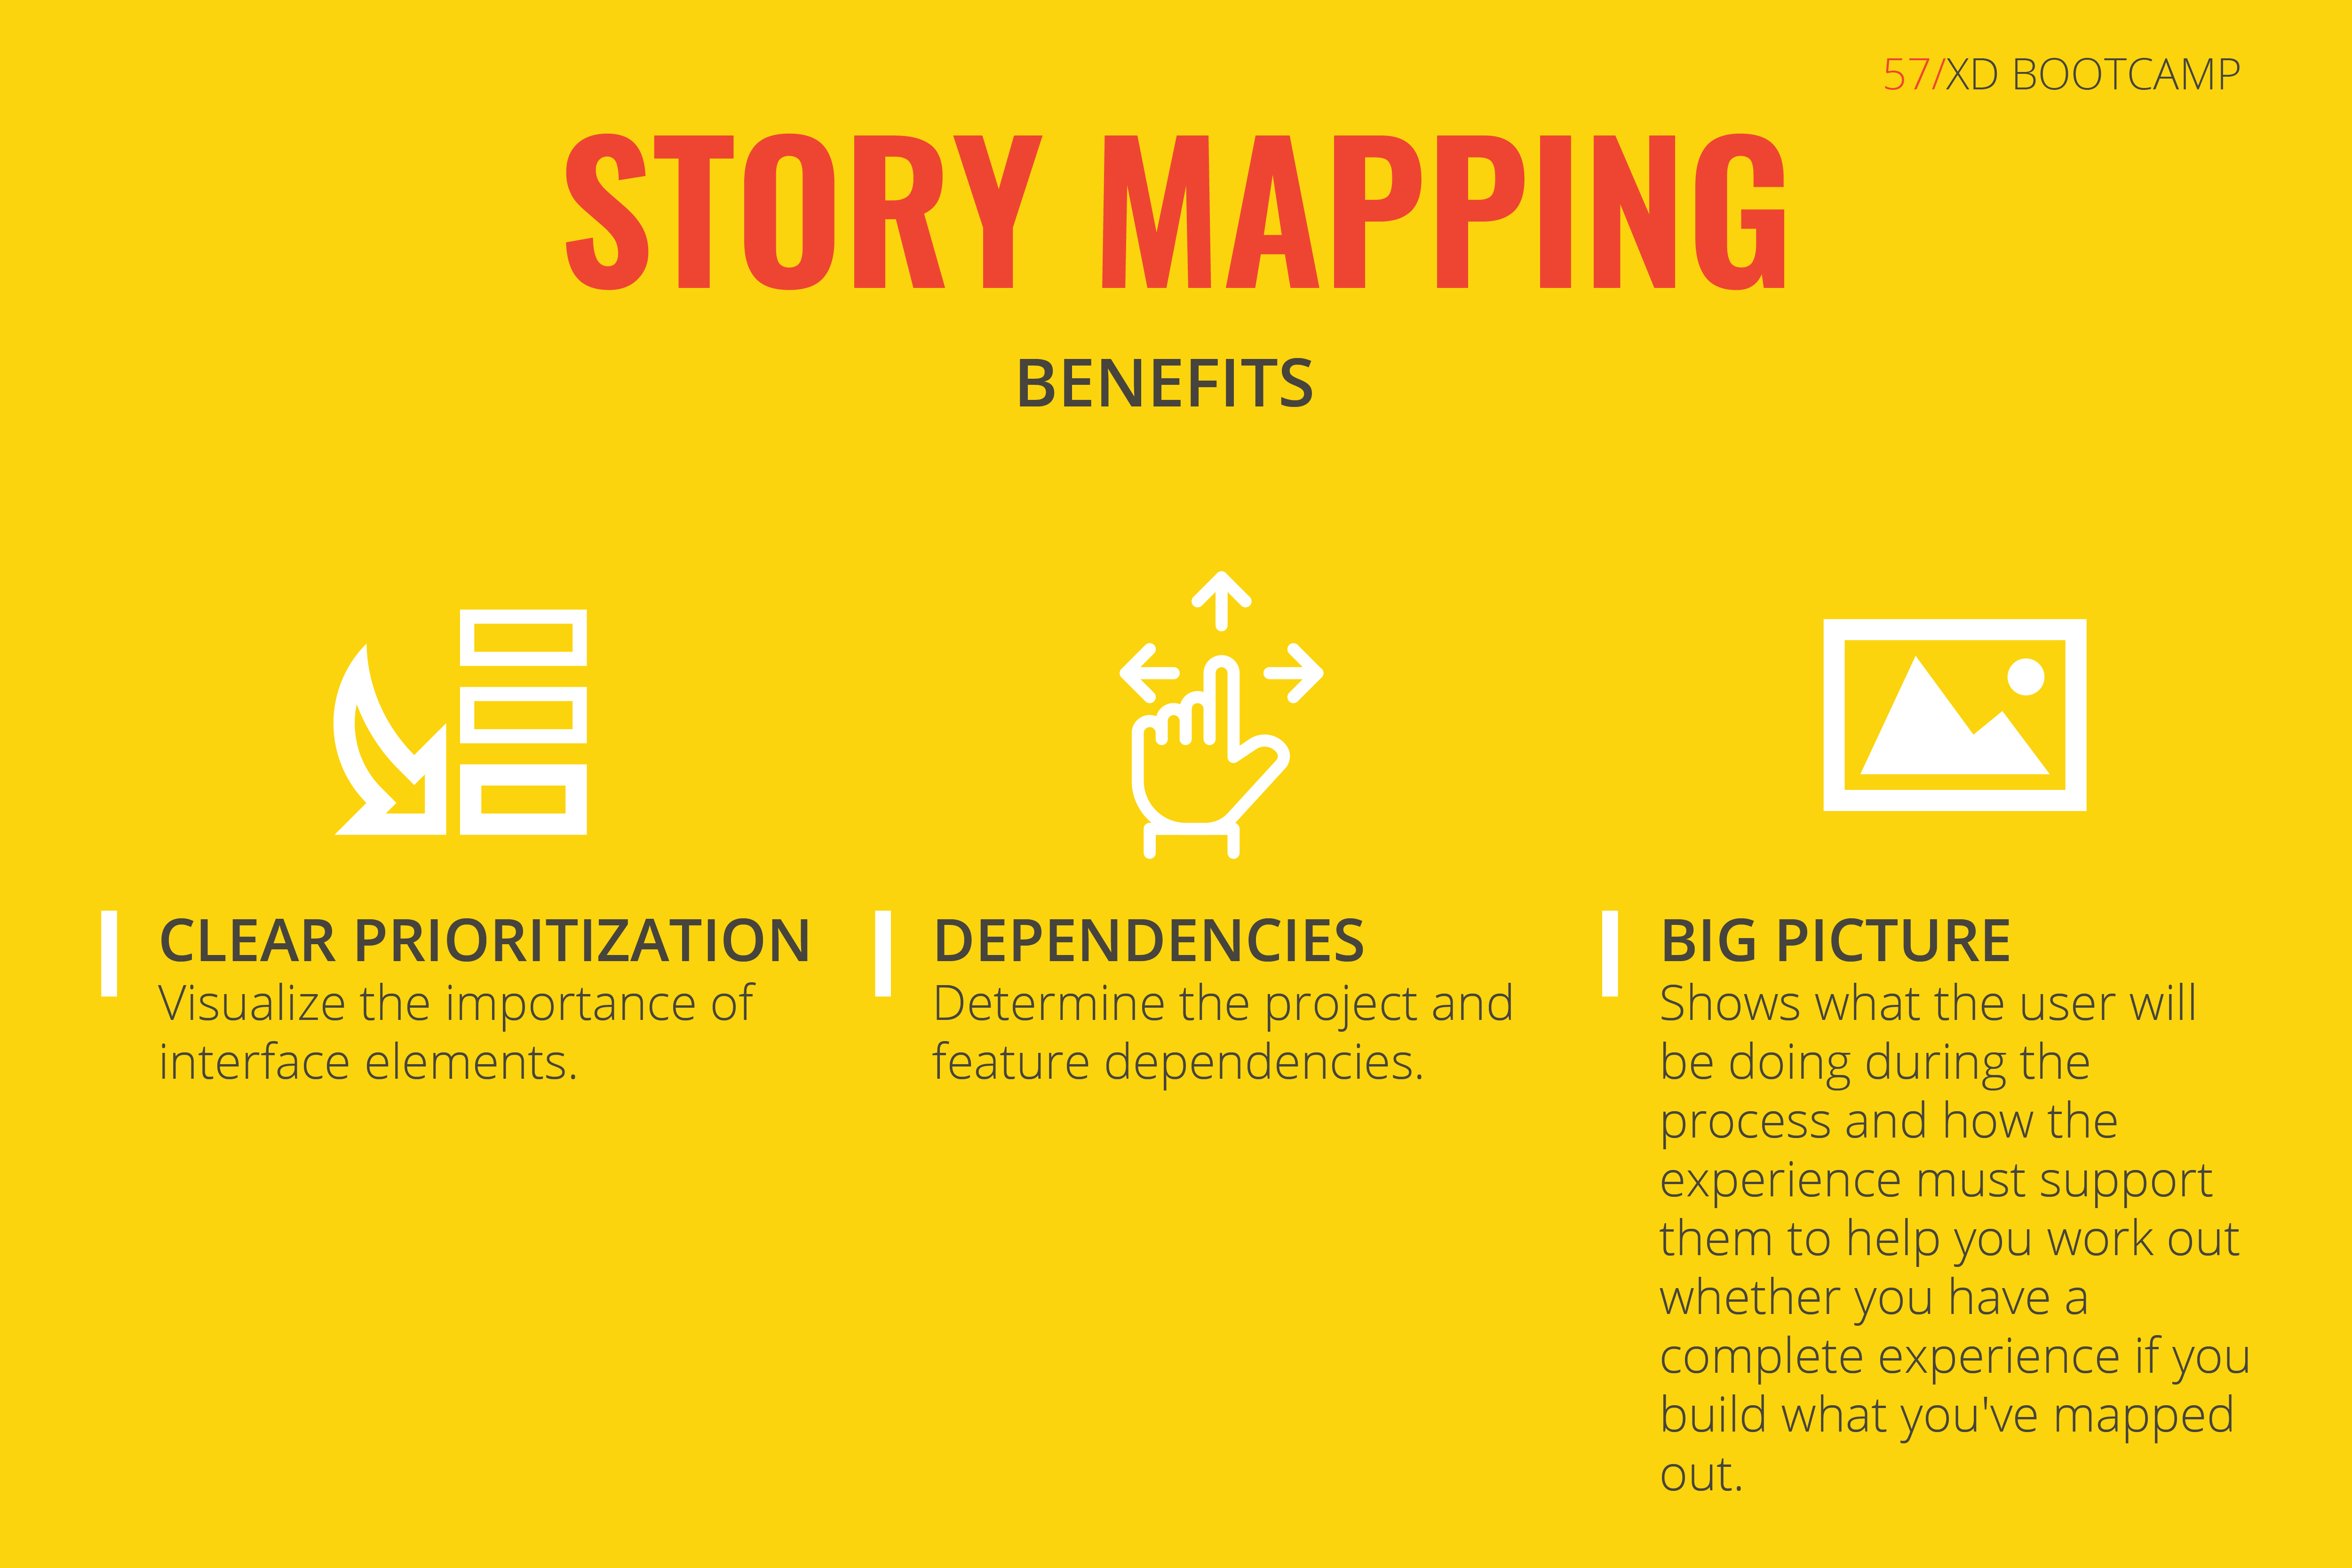 57/XD BOOTCAMP
STORY MAPPING
BENEFITS
CLEAR PRIORITIZATION
Visualize the importance of
interface elements.
DEPENDENCIES
Determine the project and
feature dependencies.
BIG PICTURE
Shows what the user will
be doing during the
process and how the
experience must support
them to help you work out
whether you have a
complete experience if you
build what you've mapped
out.